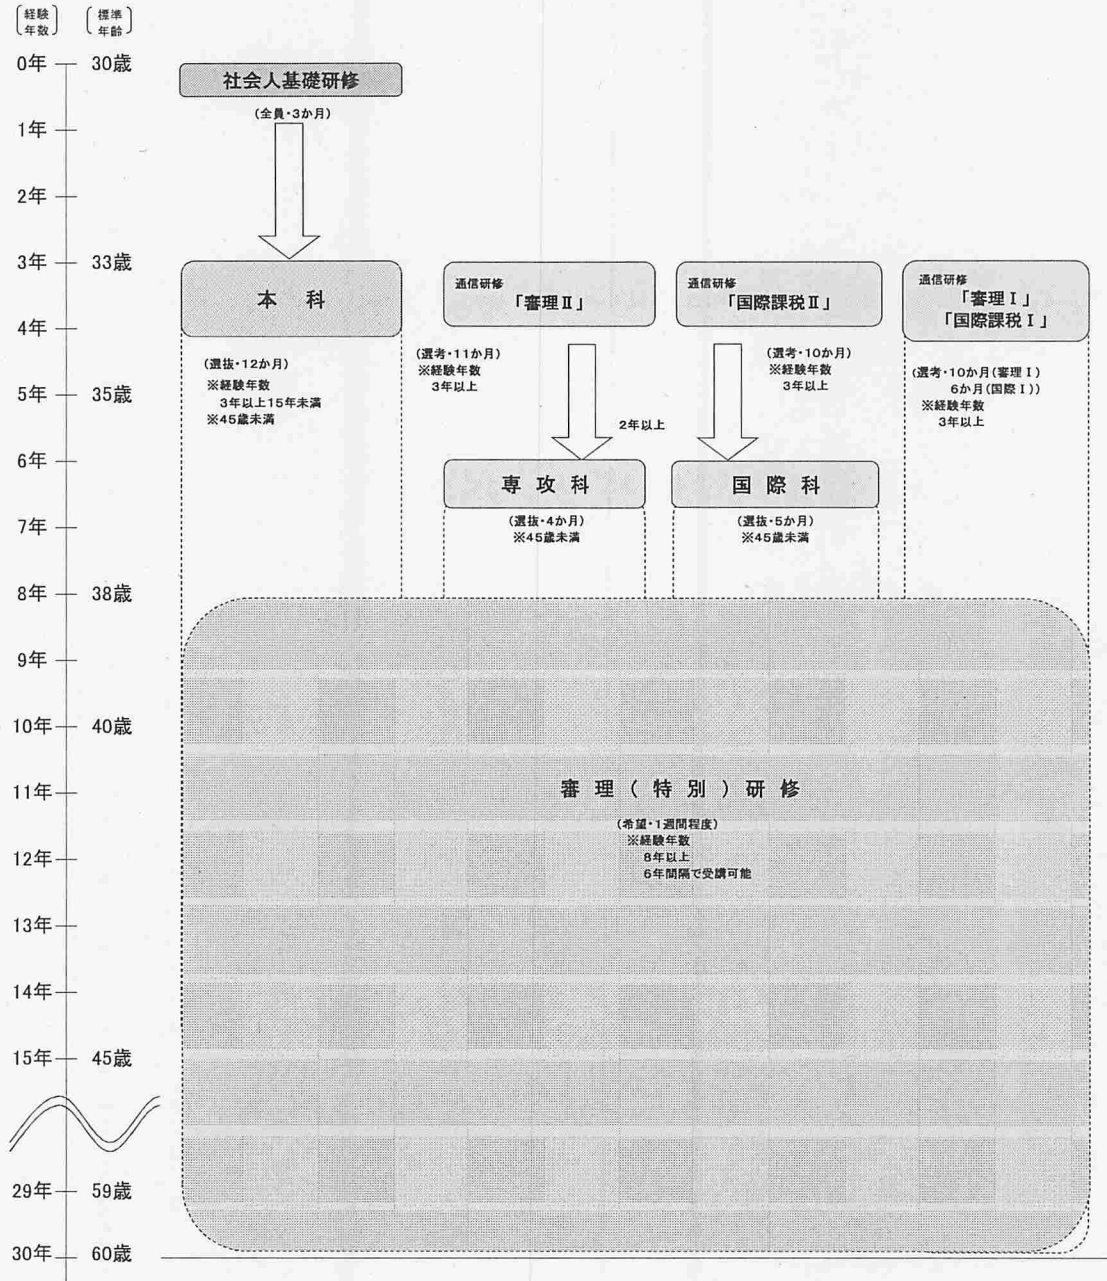 経験
年数
標準
年齢
0年 30歳
社会人基礎研修
(全員・3か月)
1年
2年
3年 33歳
本 科
通信研修
「審理Ⅱ」
通信研修
「国際課税Ⅱ」
通信研修
「審理Ⅰ」
「国際課税Ⅰ」
4年
(選抜・12か月)
※経験年数
3年以上15年未満
※45歳未満
(選考・11か月)
※経験年数
3年以上
(選考・10か月)
※経験年数
3年以上
(選考・10か月(審理Ⅰ)
6か月(国際Ⅰ))
※経験年数
3年以上
5年 35歳
2年以上
6年
専 攻 科
国 際 科
(選抜・4か月)
※45歳未満
(選抜・5か月)
※45歳未満
7年
8年 38歳
9年
10年 40歳
11年
審 理 ( 特 別 ) 研 修
(希望・1週間程度)
※経験年数
8年以上
6年間隔で受講可能
12年
13年
14年
15年 45歳
29年 59歳
30年 60歳